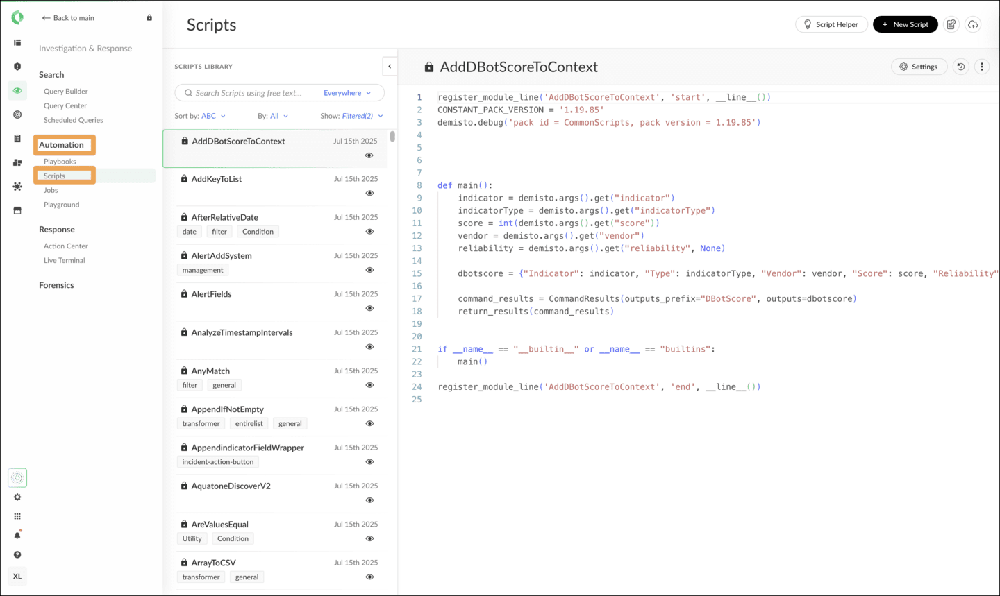 ← Back to main
Investigation & Response
Search
Query Builder
Query Center
Scheduled Queries
Automation
Playbooks
Scripts
Jobs
Playground
Response
Action Center
Live Terminal
Forensics
XL
Scripts
Script Helper
+ New Script
SCRIPTS LIBRARY
Search Scripts using free text... Everywhere
Sort by: ABC By: All Show: Filtered(2)
AddDBotScoreToContext Jul 15th 2025
AddKeyToList Jul 15th 2025
AfterRelativeDate Jul 15th 2025
date filter Condition
AlertAddSystem Jul 15th 2025
management
AlertFields Jul 15th 2025
AnalyzeTimestampIntervals Jul 15th 2025
AnyMatch Jul 15th 2025
filter general
AppendIfNotEmpty Jul 15th 2025
transformer entirelist general
AppendindicatorFieldWrapper Jul 15th 2025
incident-action-button
AquatoneDiscoverV2 Jul 15th 2025
AreValuesEqual Jul 15th 2025
Utility Condition
ArrayToCSV Jul 15th 2025
transformer general
AddDBotScoreToContext
Settings
1 register_module_line('AddDBotScoreToContext', 'start', __line__())
2 CONSTANT_PACK_VERSION = '1.19.85'
3 demisto.debug('pack id = CommonScripts, pack version = 1.19.85')
4
5
6
7
8 def main():
9 indicator = demisto.args().get("indicator")
10 indicatorType = demisto.args().get("indicatorType")
11 score = int(demisto.args().get("score"))
12 vendor = demisto.args().get("vendor")
13 reliability = demisto.args().get("reliability", None)
14
15 dbotscore = {"Indicator": indicator, "Type": indicatorType, "Vendor": vendor, "Score": score, "Reliability"
16
17 command_results = CommandResults(outputs_prefix="DBotScore", outputs=dbotscore)
18 return_results(command_results)
19
20
21 if __name__ == "__builtin__" or __name__ == "builtins":
22 main()
23
24 register_module_line('AddDBotScoreToContext', 'end', __line__())
25